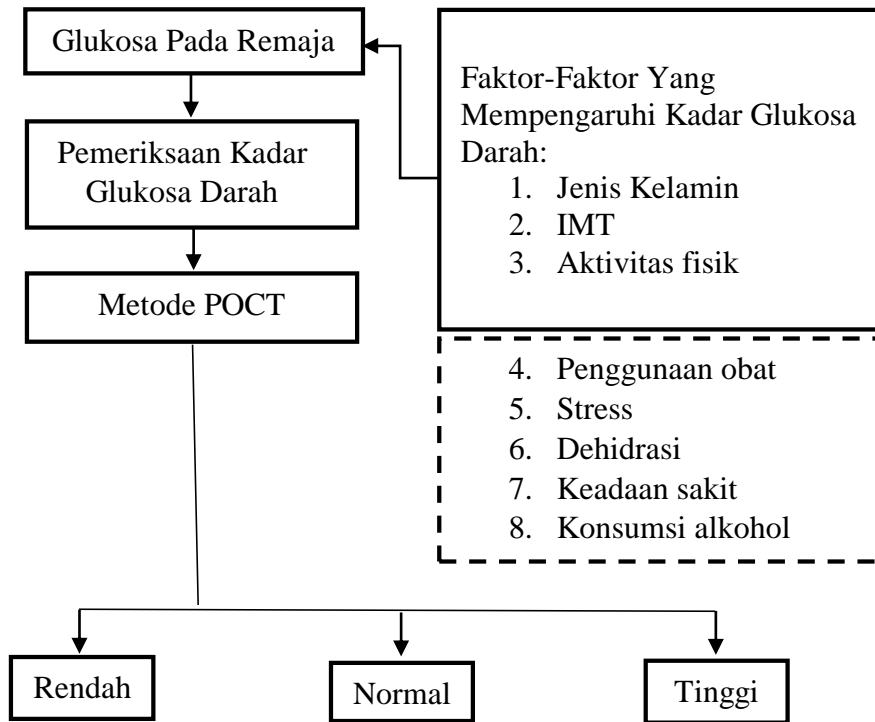 Glukosa Pada Remaja
Pemeriksaan Kadar
Glukosa Darah
Metode POCT
Faktor-Faktor Yang
Mempengaruhi Kadar Glukosa
Darah:
1. Jenis Kelamin
2. IMT
3. Aktivitas fisik
4. Penggunaan obat
5. Stress
6. Dehidrasi
7. Keadaan sakit
8. Konsumsi alkohol
Rendah
Normal
Tinggi